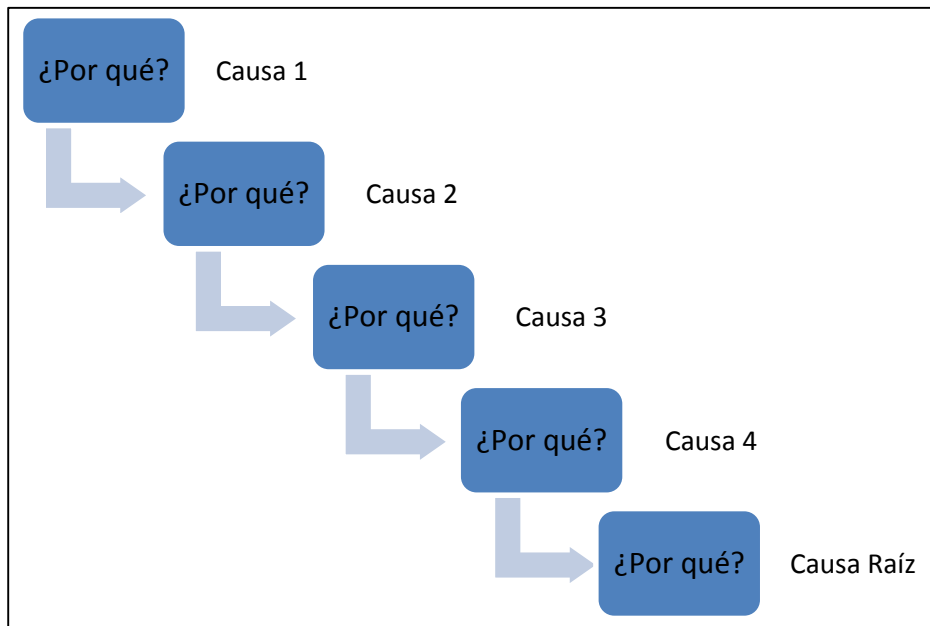 ¿Por qué? Causa 1
¿Por qué? Causa 2
¿Por qué? Causa 3
¿Por qué? Causa 4
¿Por qué? Causa Raíz